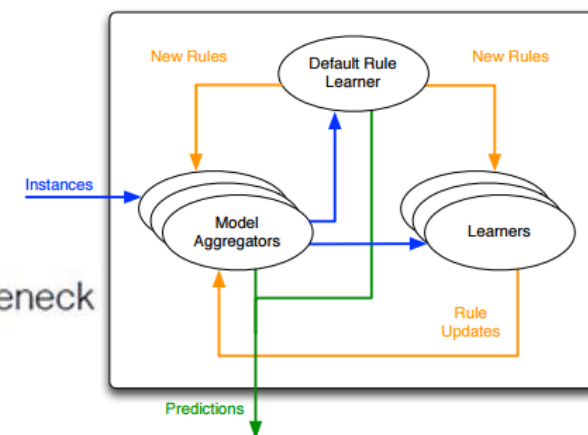 New Rules
Default Rule
Learner
New Rules
Instances
Model
Aggregators
Learners
eneck
Rule
Updates
Predictions